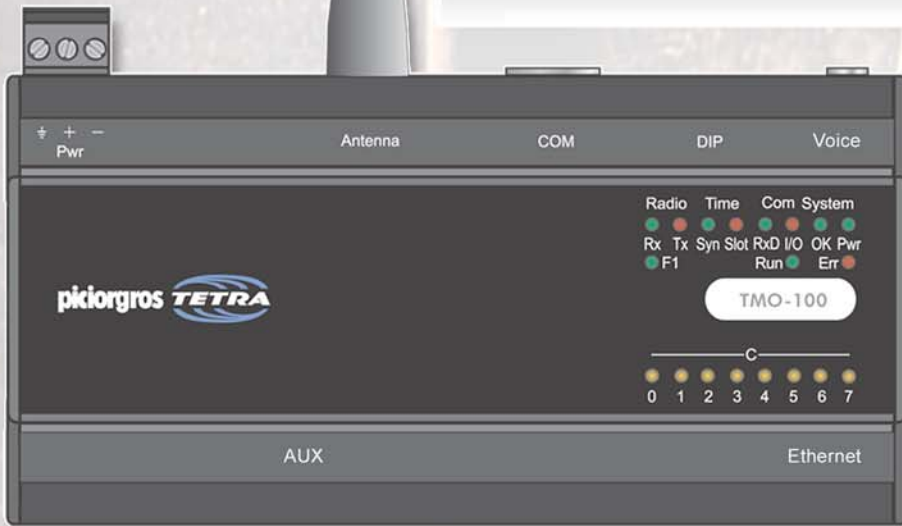 ⏚ + −
Pwr
Antenna COM DIP Voice
Radio Time Com System
Rx Tx Syn Slot RxD I/O OK Pwr
F1 Run Err
piciorgros TETRA
TMO-100
C
0 1 2 3 4 5 6 7
AUX Ethernet